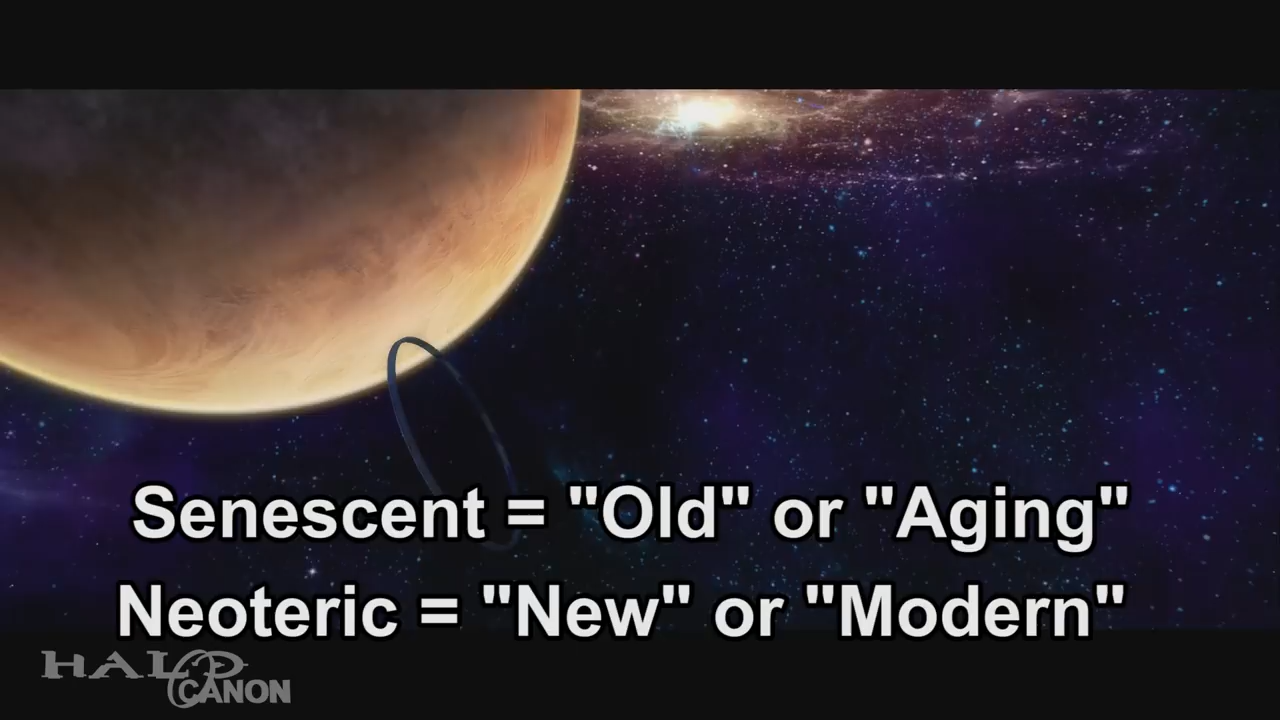 Senescent = "Old" or "Aging"
Neoteric = "New" or "Modern"
HALO
CANON